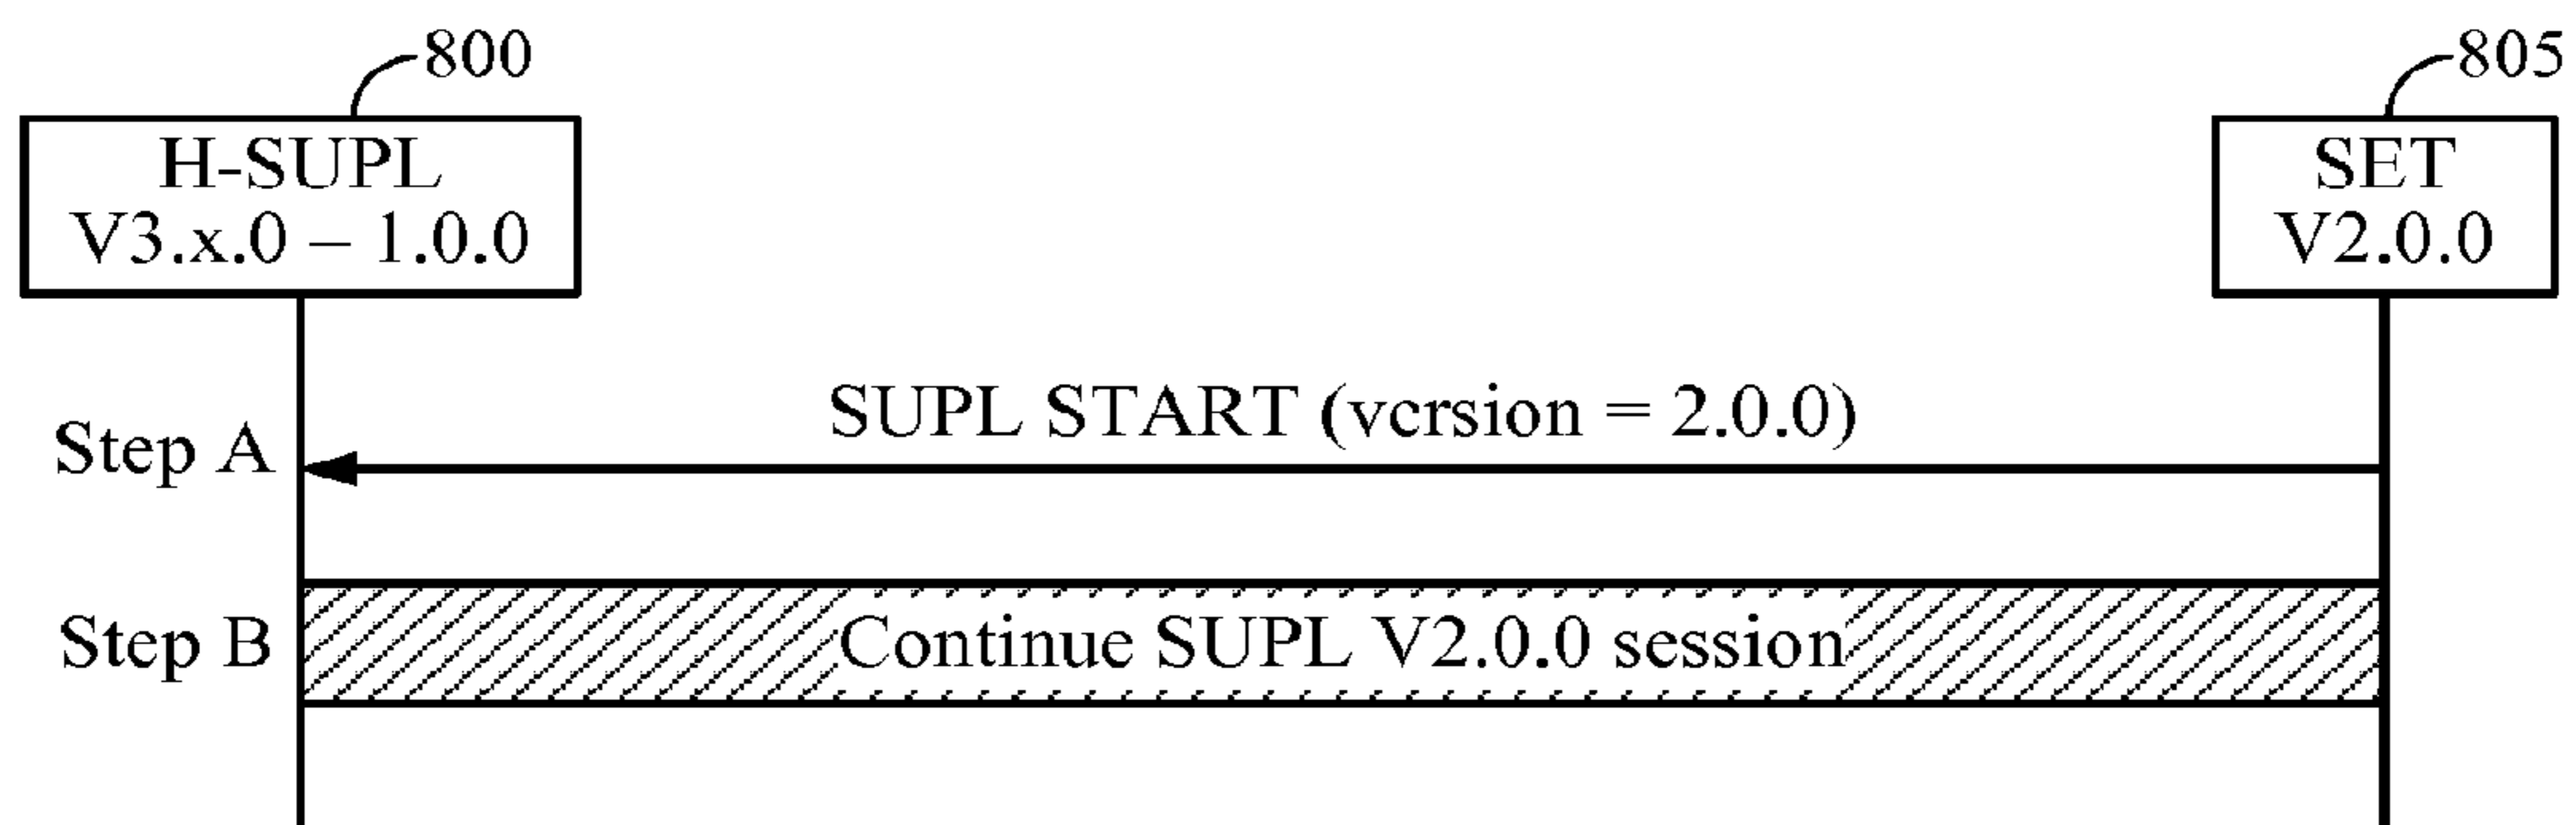 800
805
H-SUPL
V3.x.0 – 1.0.0
SET
V2.0.0
SUPL START (vcrsion = 2.0.0)
Step A
Step B
Continue SUPL V2.0.0 session